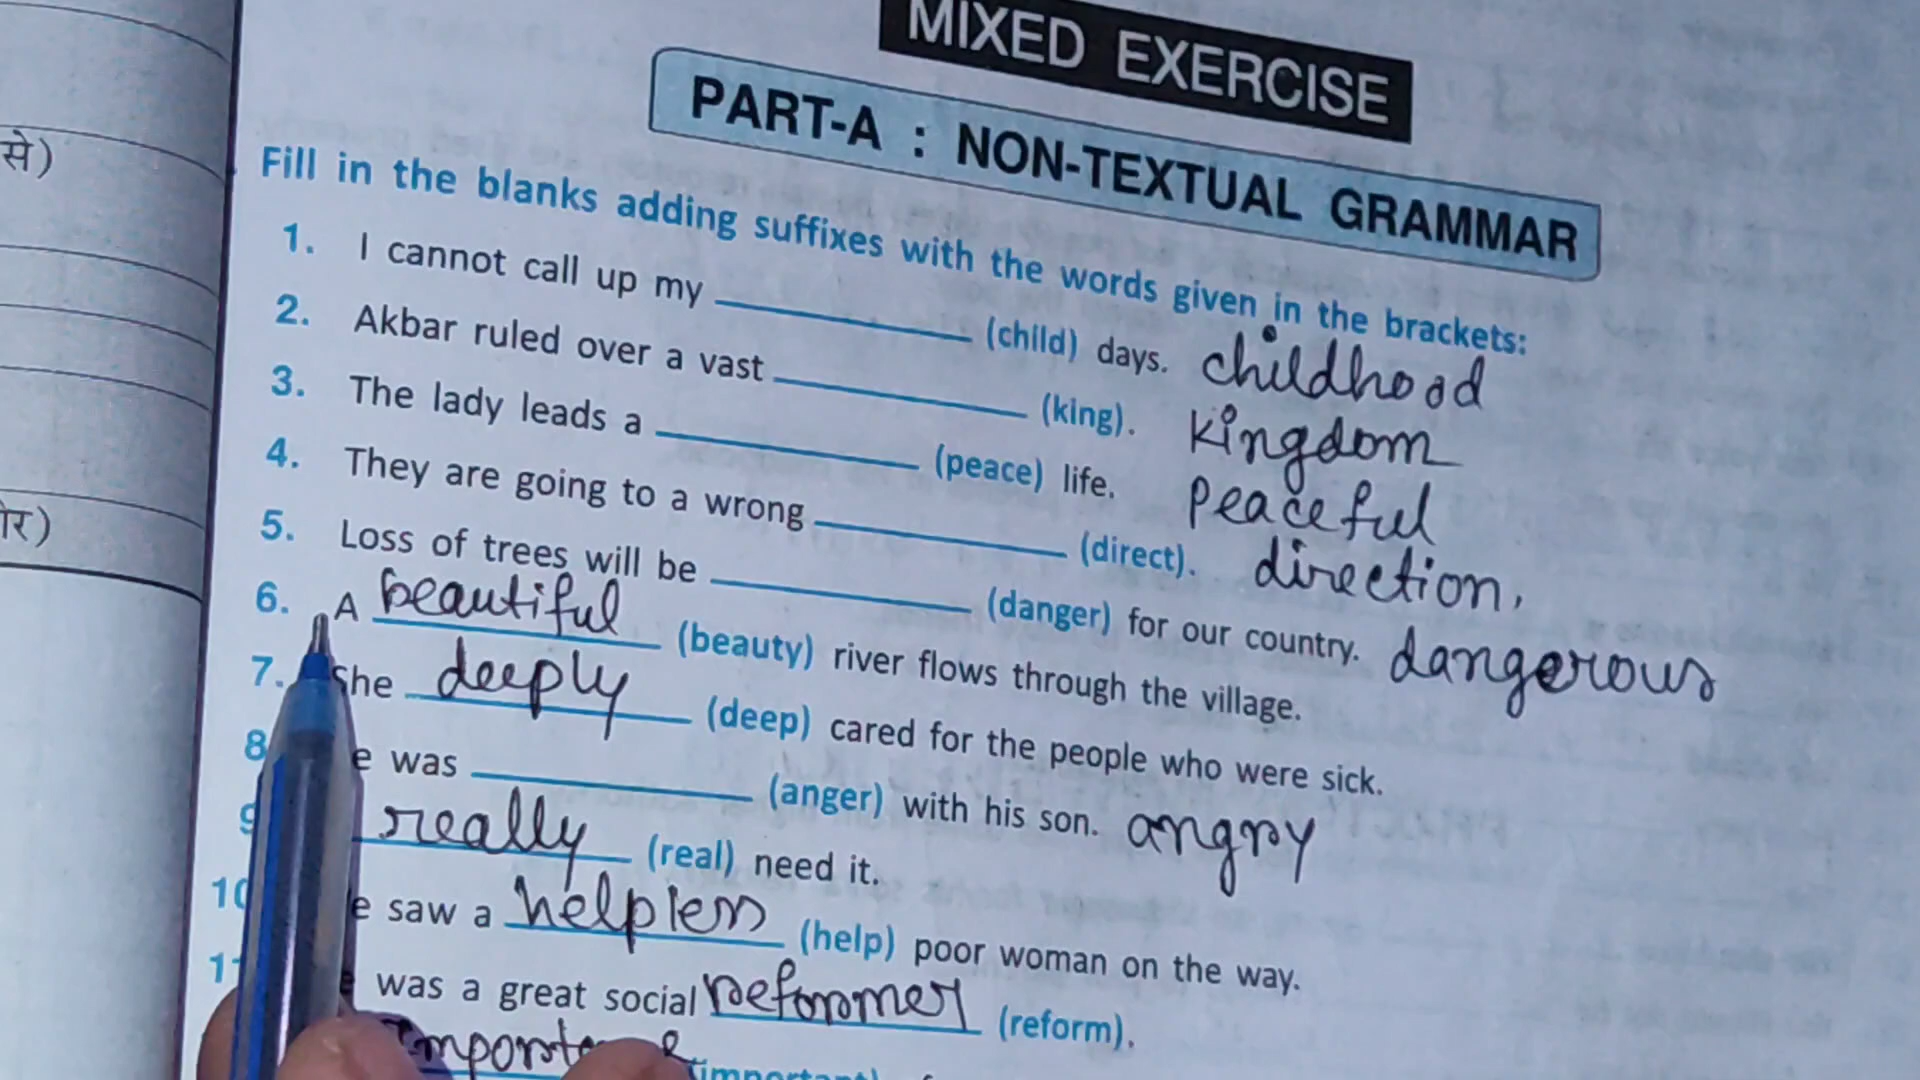 से)
ोर)
MIXED EXERCISE
PART-A : NON-TEXTUAL GRAMMAR
Fill in the blanks adding suffixes with the words given in the brackets:
1. I cannot call up my ____________ (child) days. childhood
2. Akbar ruled over a vast ____________ (king). Kingdom
3. The lady leads a ____________ (peace) life. Peaceful
4. They are going to a wrong ____________ (direct). direction.
5. Loss of trees will be ____________ (danger) for our country. dangerous
6. A beautiful (beauty) river flows through the village.
7. She deeply (deep) cared for the people who were sick.
8 e was ____________ (anger) with his son. angry
9 really (real) need it.
10 e saw a helpless (help) poor woman on the way.
11 e was a great social reformer (reform).
(important)